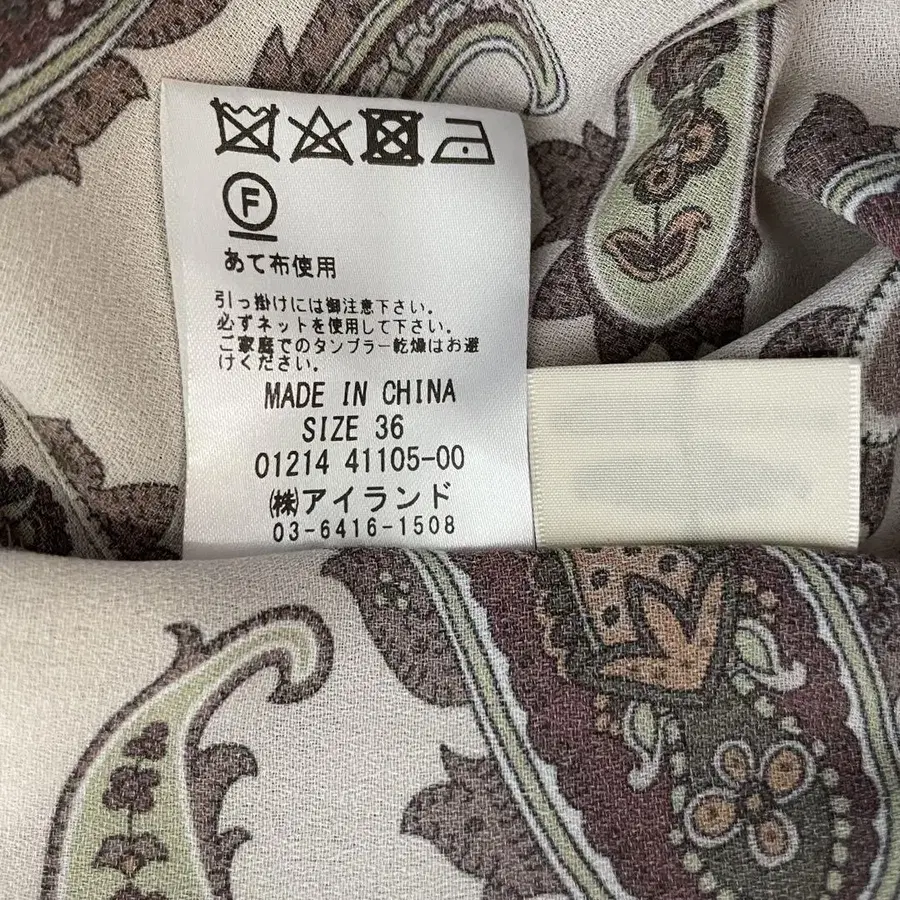 F
あて布使用
引っ掛けには御注意下さい。
必ずネットを使用して下さい。
ご家庭でのタンブラー乾燥はお避
けください。
MADE IN CHINA
SIZE 36
01214 41105-00
㈱アイランド
03-6416-1508